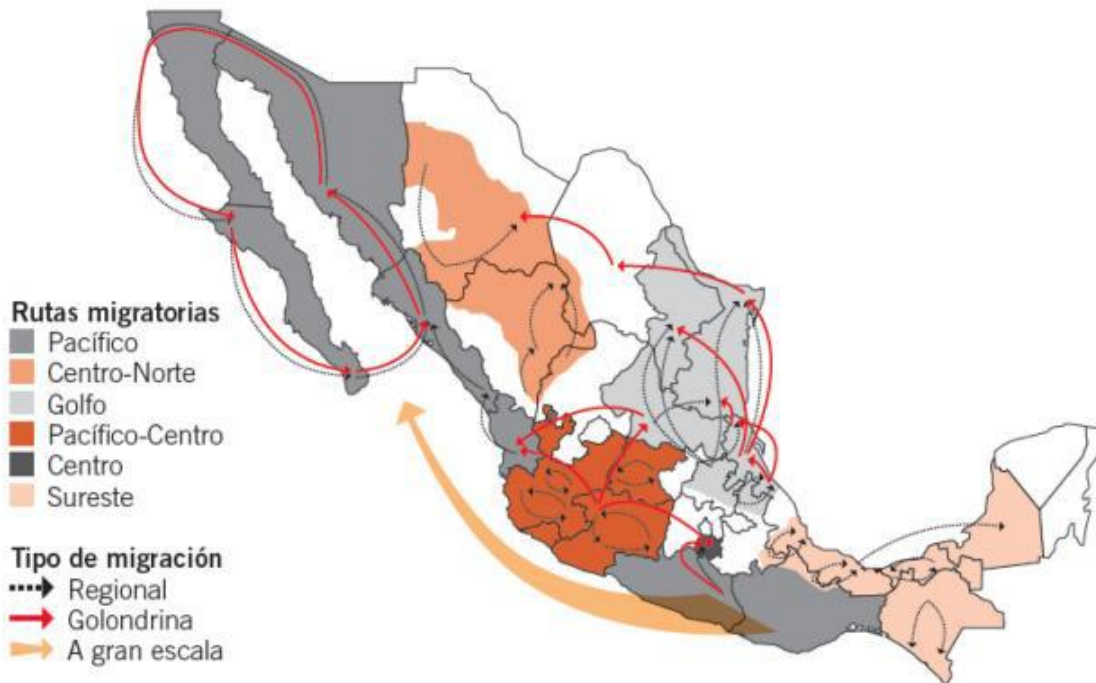 Rutas migratorias
Pacífico
Centro-Norte
Golfo
Pacífico-Centro
Centro
Sureste
Tipo de migración
Regional
Golondrina
A gran escala